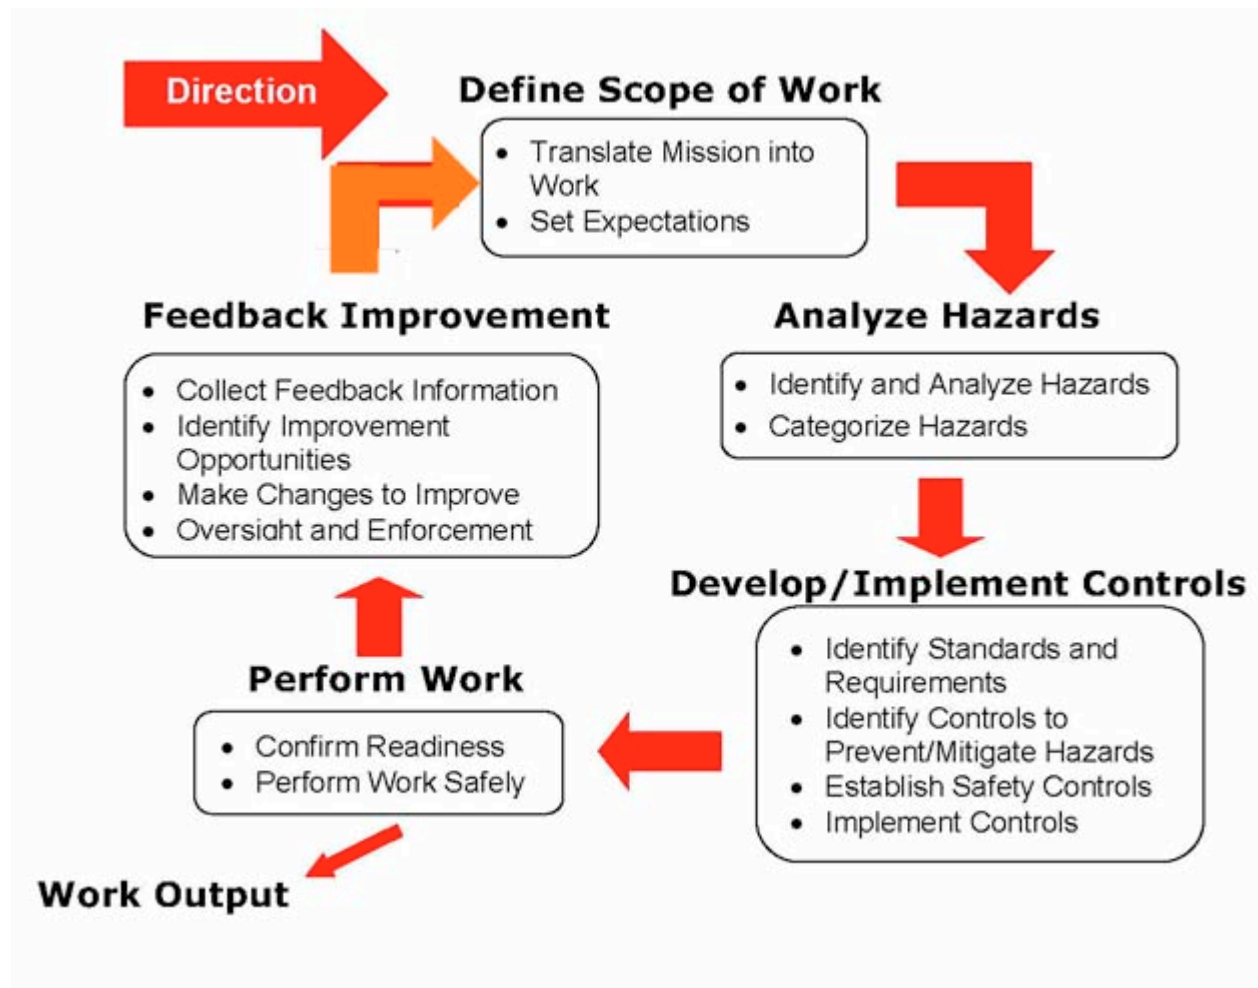 Direction
Define Scope of Work
• Translate Mission into
Work
• Set Expectations
Analyze Hazards
• Identify and Analyze Hazards
• Categorize Hazards
Develop/Implement Controls
• Identify Standards and
Requirements
• Identify Controls to
Prevent/Mitigate Hazards
• Establish Safety Controls
• Implement Controls
Perform Work
• Confirm Readiness
• Perform Work Safely
Work Output
Feedback Improvement
• Collect Feedback Information
• Identify Improvement
Opportunities
• Make Changes to Improve
• Oversight and Enforcement